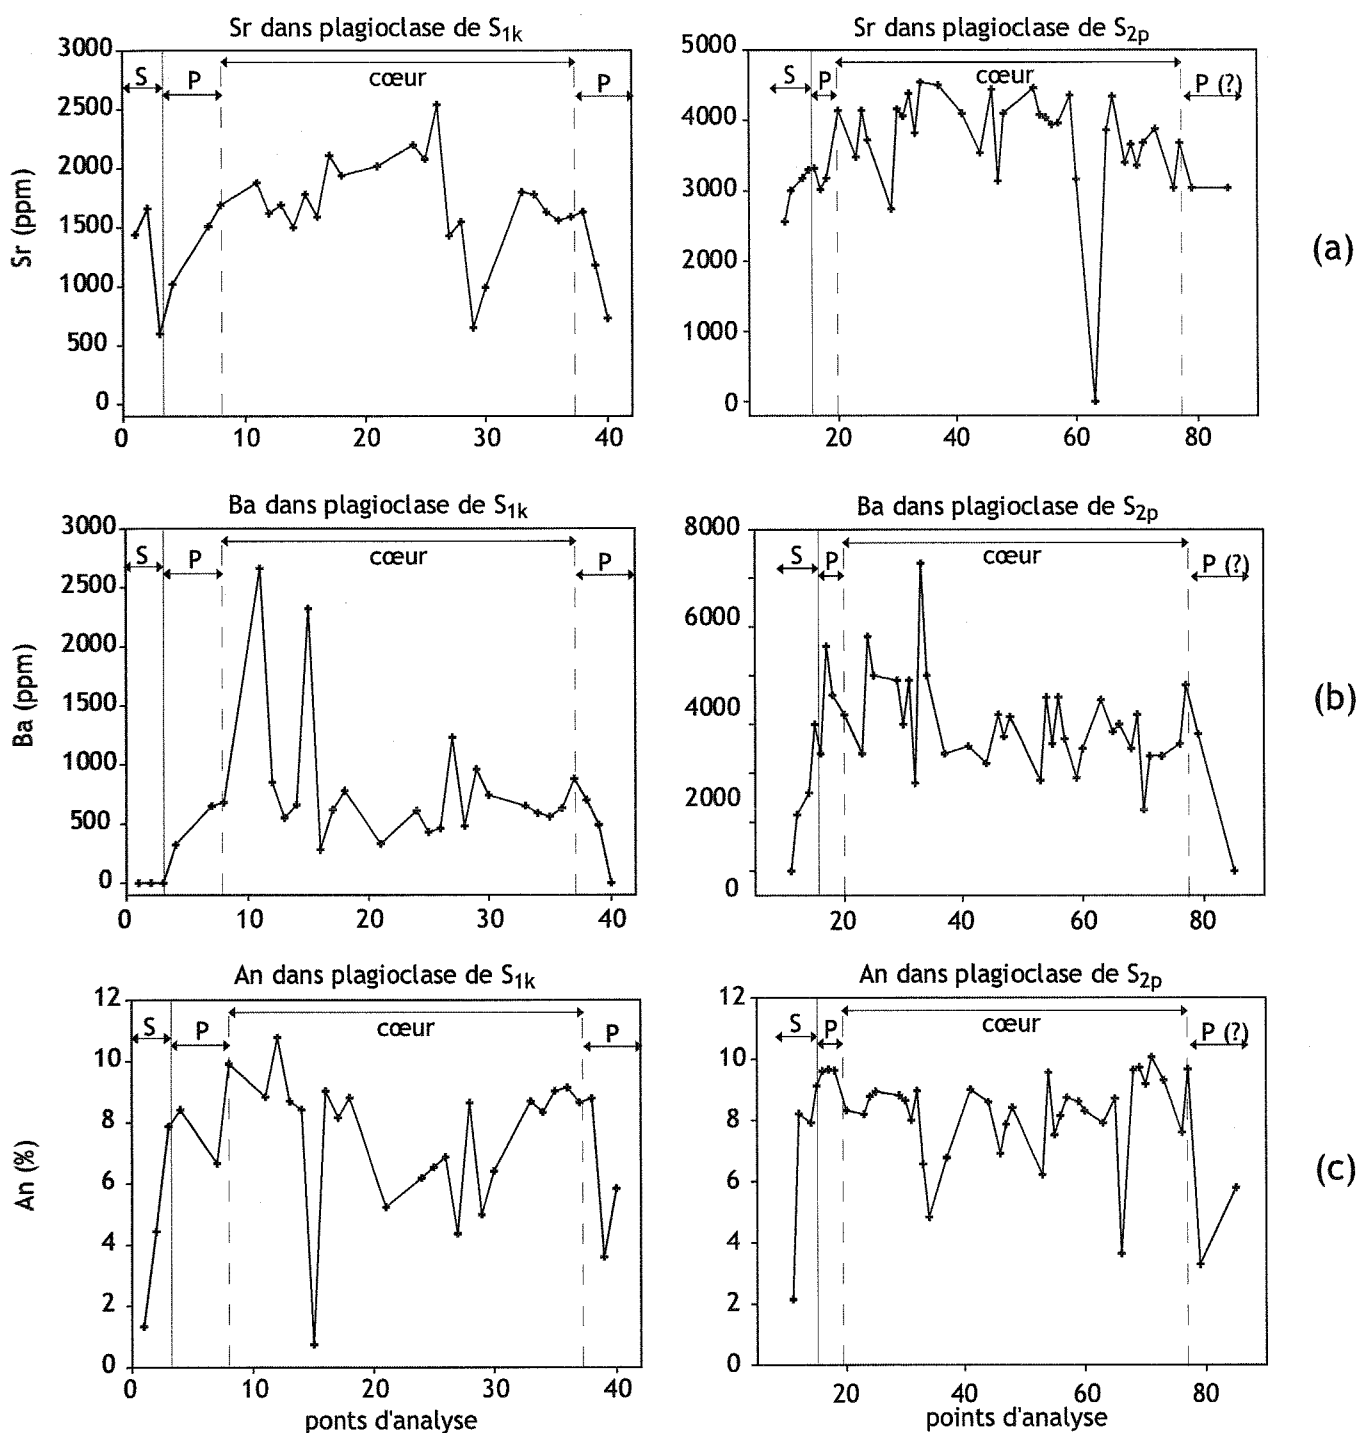 Sr dans plagioclase de S1k
3000
2500
2000
1500
1000
500
0
Sr (ppm)
S
P
cœur
P
0 10 20 30 40
Sr dans plagioclase de S2p
5000
4000
3000
2000
1000
0
S
P
cœur
P (?)
20 40 60 80
(a)
Ba dans plagioclase de S1k
3000
2500
2000
1500
1000
500
0
Ba (ppm)
S
P
cœur
P
0 10 20 30 40
Ba dans plagioclase de S2p
8000
6000
4000
2000
0
S
P
cœur
P (?)
20 40 60 80
(b)
An dans plagioclase de S1k
12
10
8
6
4
2
0
An (%)
S
P
cœur
P
0 10 20 30 40
ponts d'analyse
An dans plagioclase de S2p
12
10
8
6
4
2
0
S
P
cœur
P (?)
20 40 60 80
points d'analyse
(c)